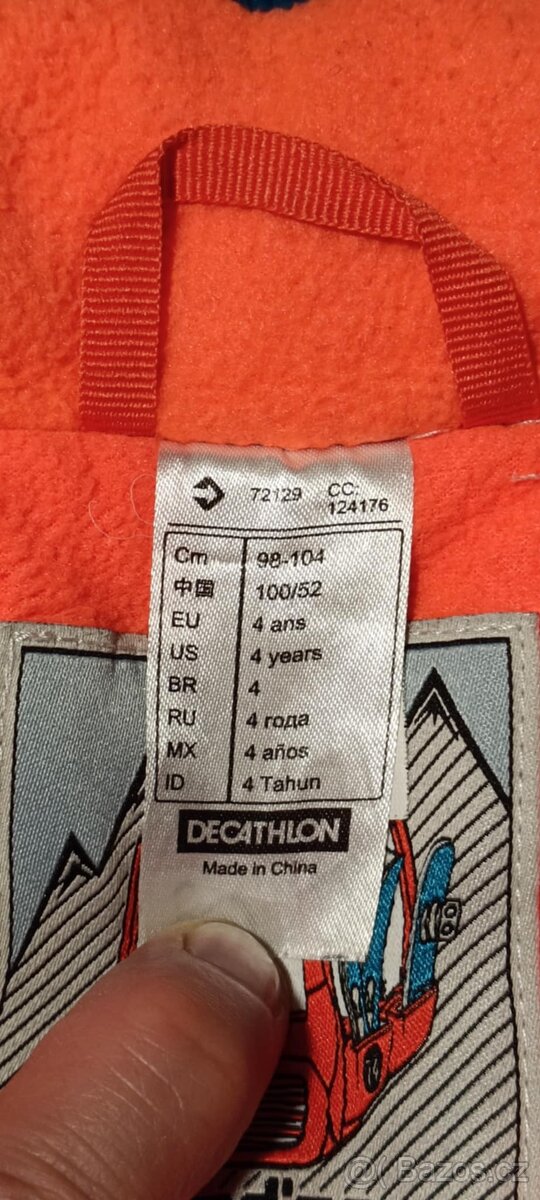 72129 CC: 124176
Cm 98-104
中国 100/52
EU 4 ans
US 4 years
BR 4
RU 4 года
MX 4 años
ID 4 Tahun
DECATHLON
Made in China
@( Bazos.cz